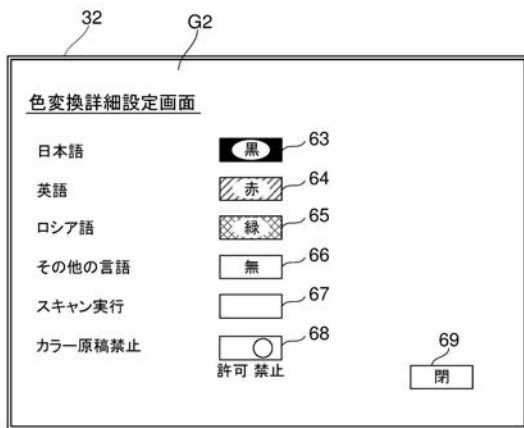 32
G2
色変換詳細設定画面
日本語 黒 63
英語 赤 64
ロシア語 緑 65
その他の言語 無 66
スキャン実行 67
カラー原稿禁止 68
許可 禁止
69
閉